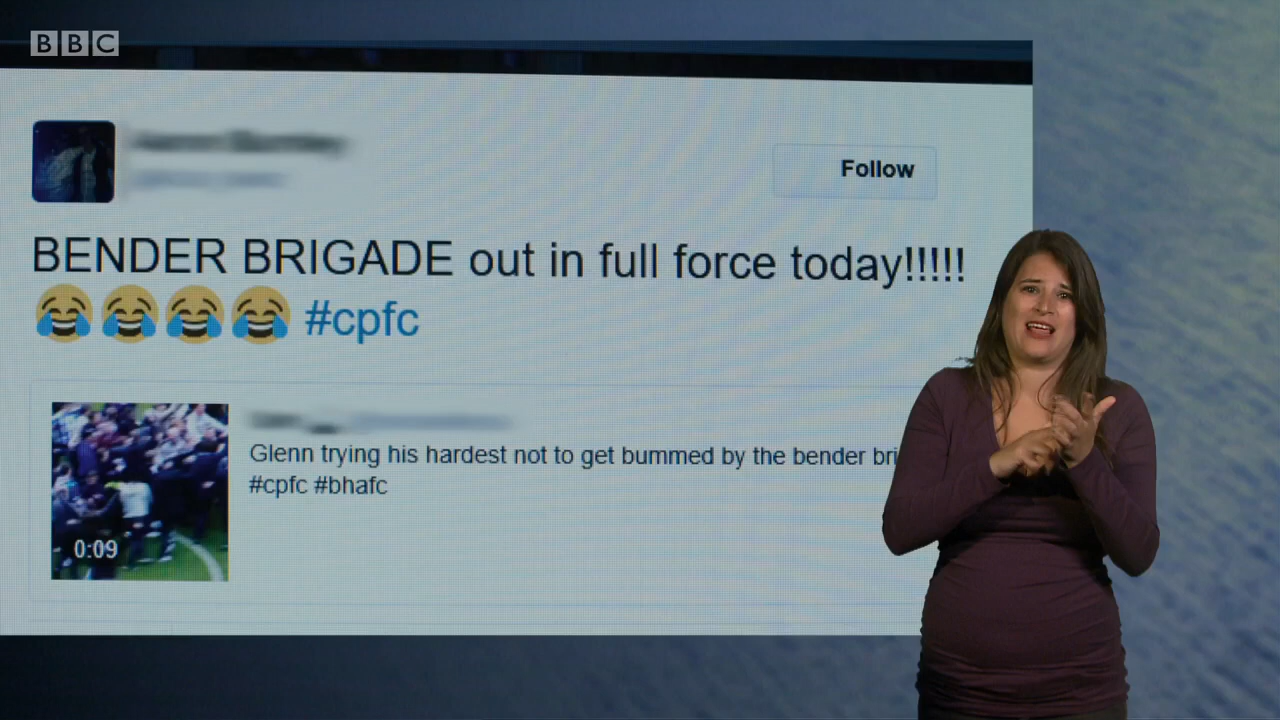 BBC
Follow
BENDER BRIGADE out in full force today!!!!!
😂😂😂😂 #cpfc
Glenn trying his hardest not to get bummed by the bender bri
#cpfc #bhafc
0:09